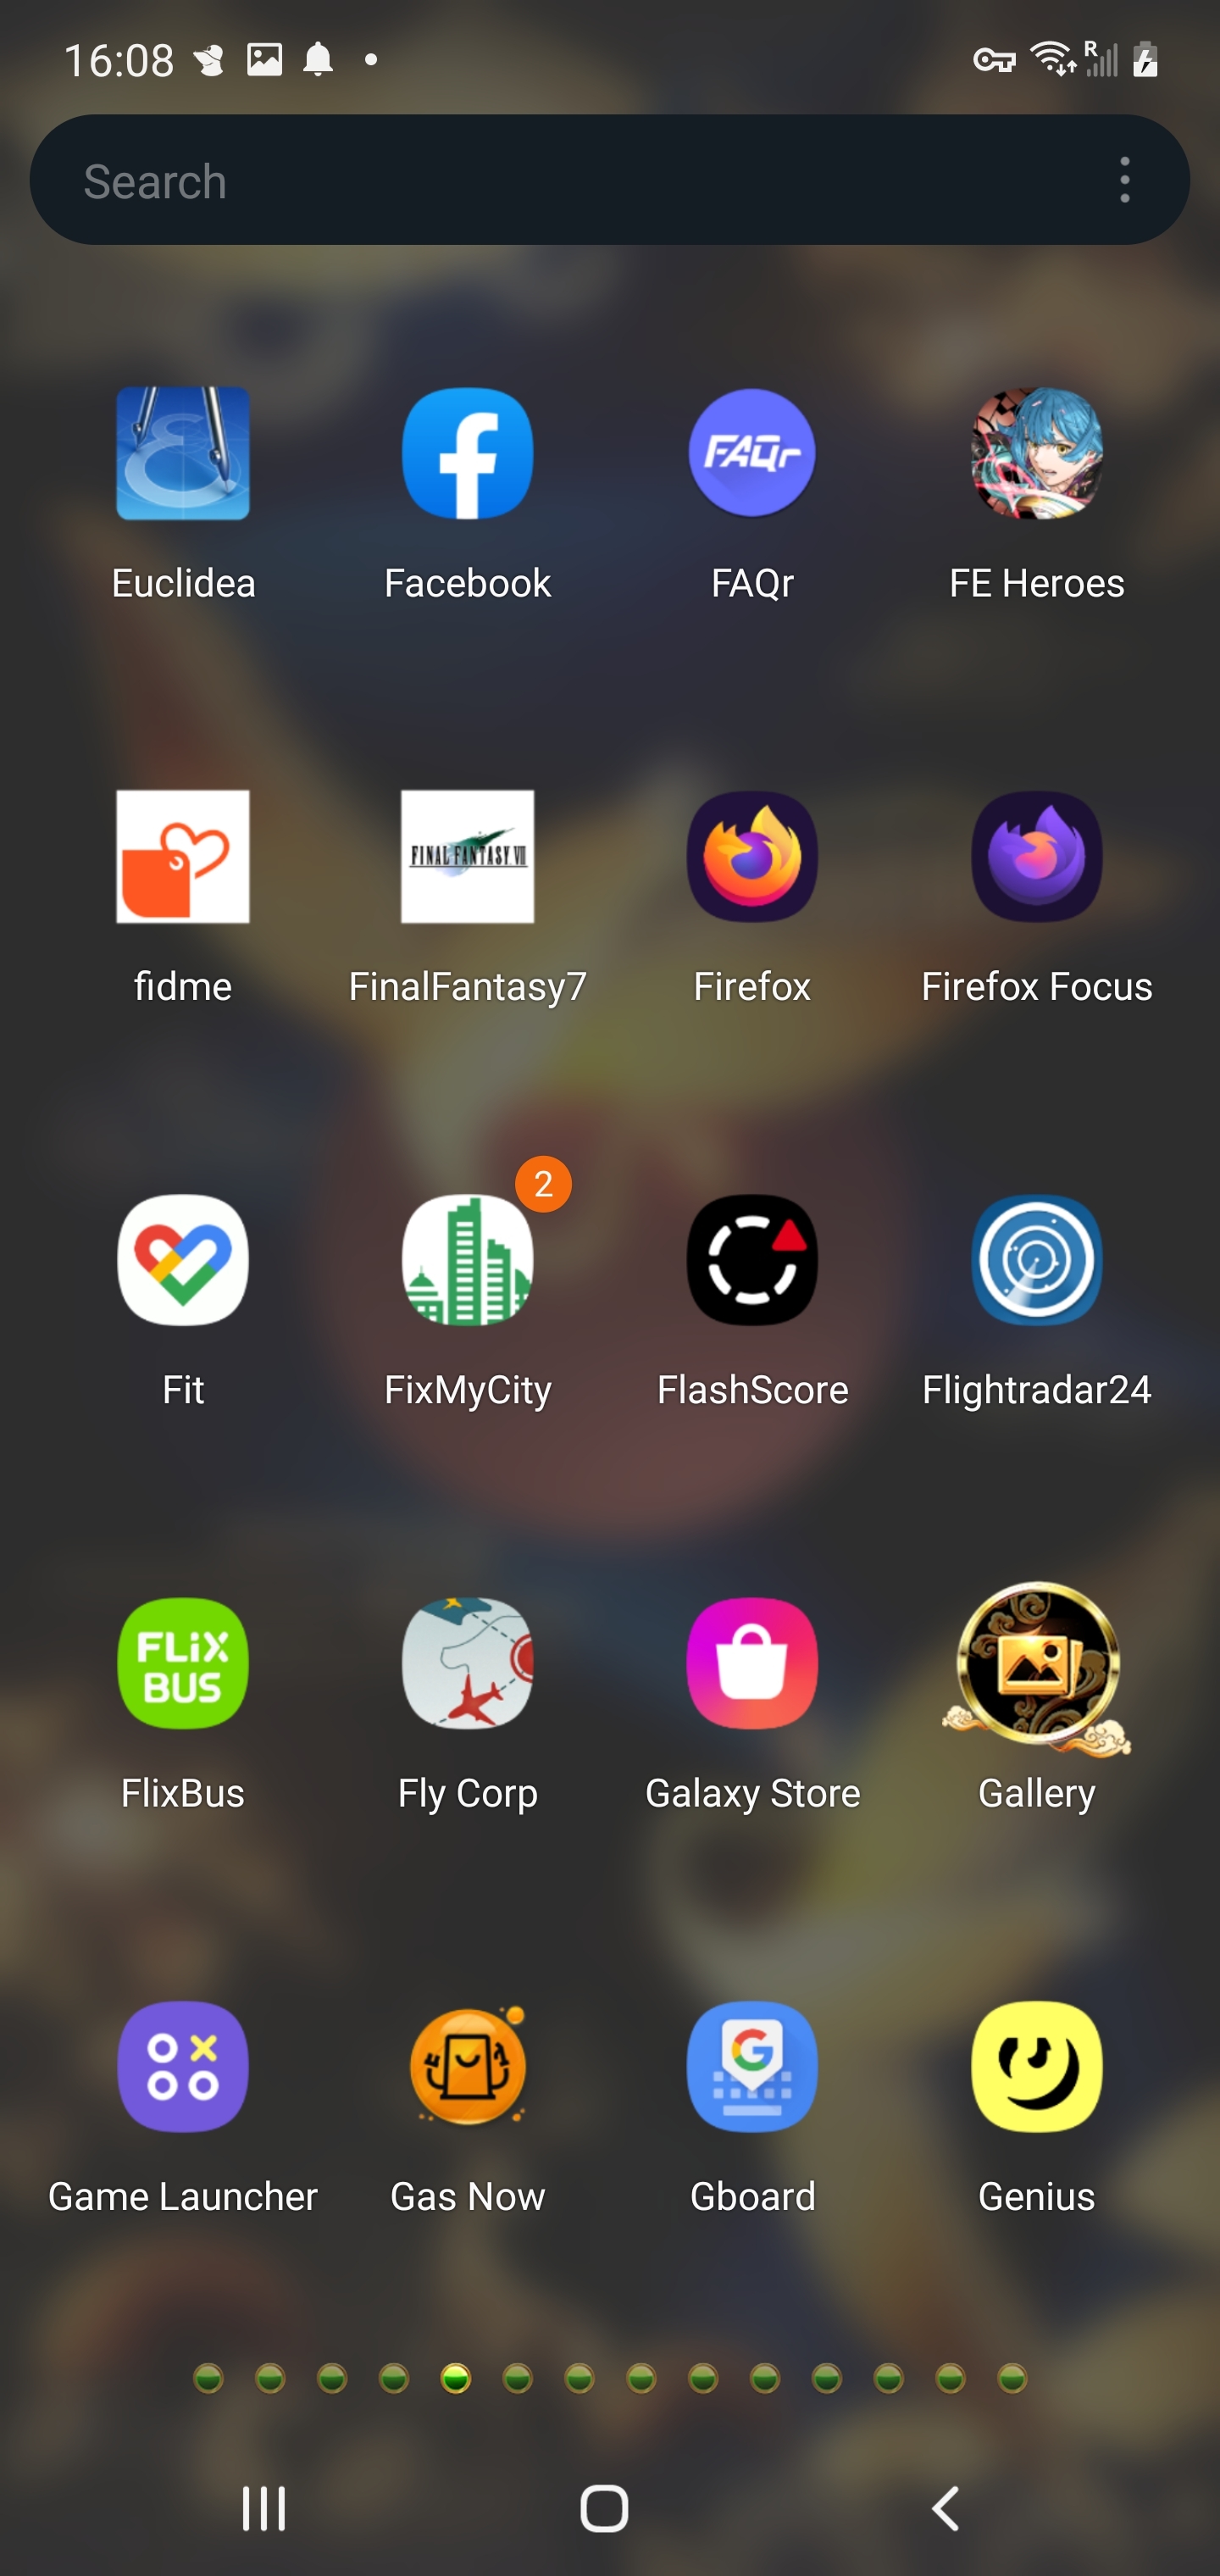 16:08
R
Search
FAQr
Euclidea
Facebook
FAQr
FE Heroes
FINAL FANTASY VII
fidme
FinalFantasy7
Firefox
Firefox Focus
2
Fit
FixMyCity
FlashScore
Flightradar24
FLiX
BUS
FlixBus
Fly Corp
Galaxy Store
Gallery
G
Game Launcher
Gas Now
Gboard
Genius